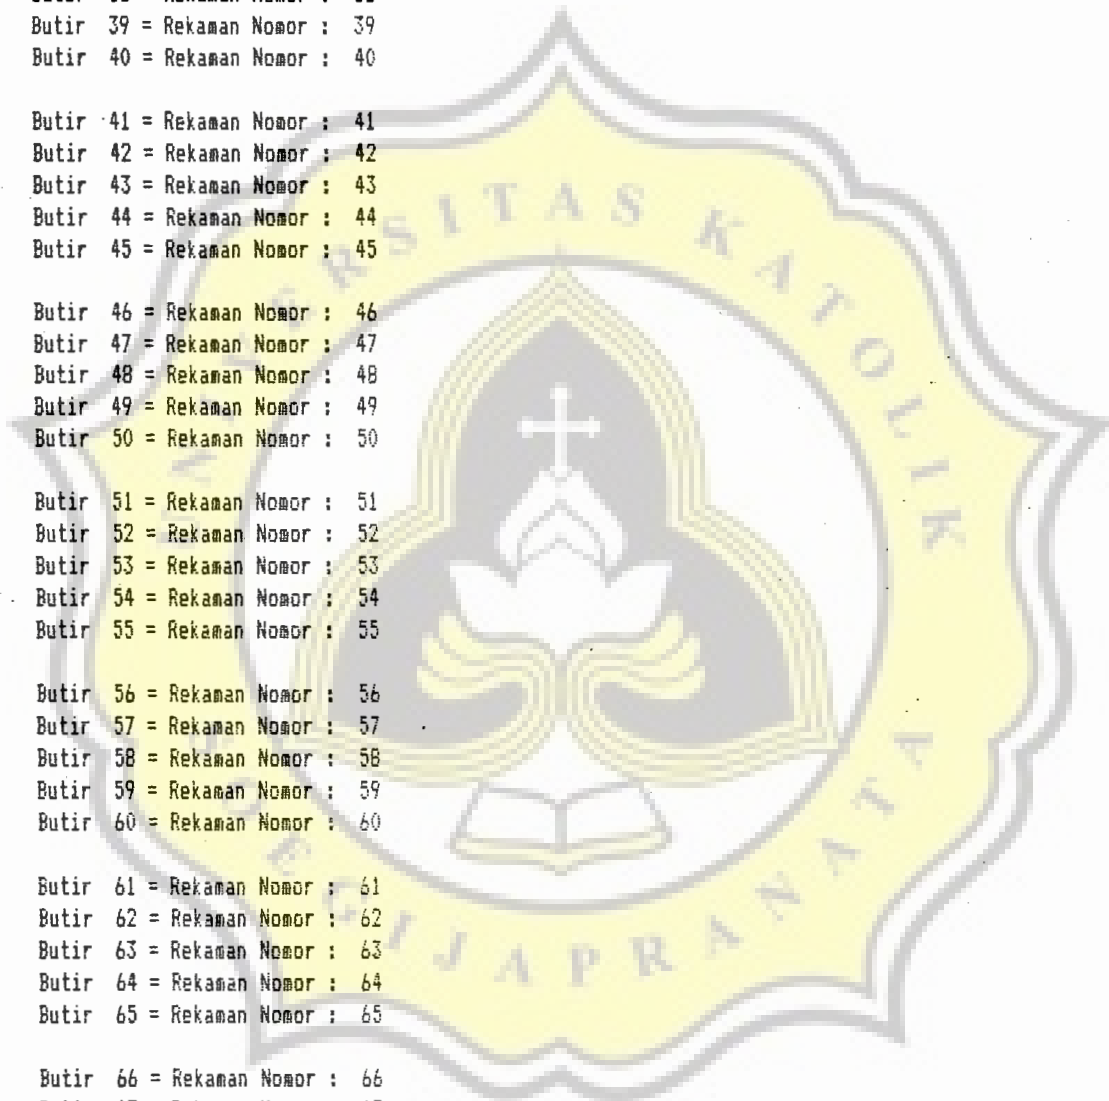 Butir 39 = Rekaman Nomor : 39
Butir 40 = Rekaman Nomor : 40
Butir 41 = Rekaman Nomor : 41
Butir 42 = Rekaman Nomor : 42
Butir 43 = Rekaman Nomor : 43
Butir 44 = Rekaman Nomor : 44
Butir 45 = Rekaman Nomor : 45
Butir 46 = Rekaman Nomor : 46
Butir 47 = Rekaman Nomor : 47
Butir 48 = Rekaman Nomor : 48
Butir 49 = Rekaman Nomor : 49
Butir 50 = Rekaman Nomor : 50
Butir 51 = Rekaman Nomor : 51
Butir 52 = Rekaman Nomor : 52
Butir 53 = Rekaman Nomor : 53
Butir 54 = Rekaman Nomor : 54
Butir 55 = Rekaman Nomor : 55
Butir 56 = Rekaman Nomor : 56
Butir 57 = Rekaman Nomor : 57
Butir 58 = Rekaman Nomor : 58
Butir 59 = Rekaman Nomor : 59
Butir 60 = Rekaman Nomor : 60
Butir 61 = Rekaman Nomor : 61
Butir 62 = Rekaman Nomor : 62
Butir 63 = Rekaman Nomor : 63
Butir 64 = Rekaman Nomor : 64
Butir 65 = Rekaman Nomor : 65
Butir 66 = Rekaman Nomor : 66
UNIVERSITAS KATOLIK
SOEGIJAPRANATA